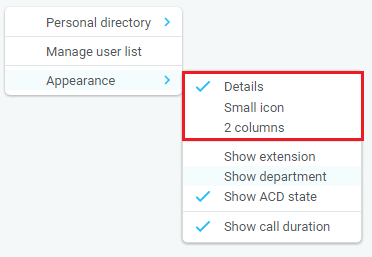 Personal directory
Manage user list
Appearance
Details
Small icon
2 columns
Show extension
Show department
Show ACD state
Show call duration